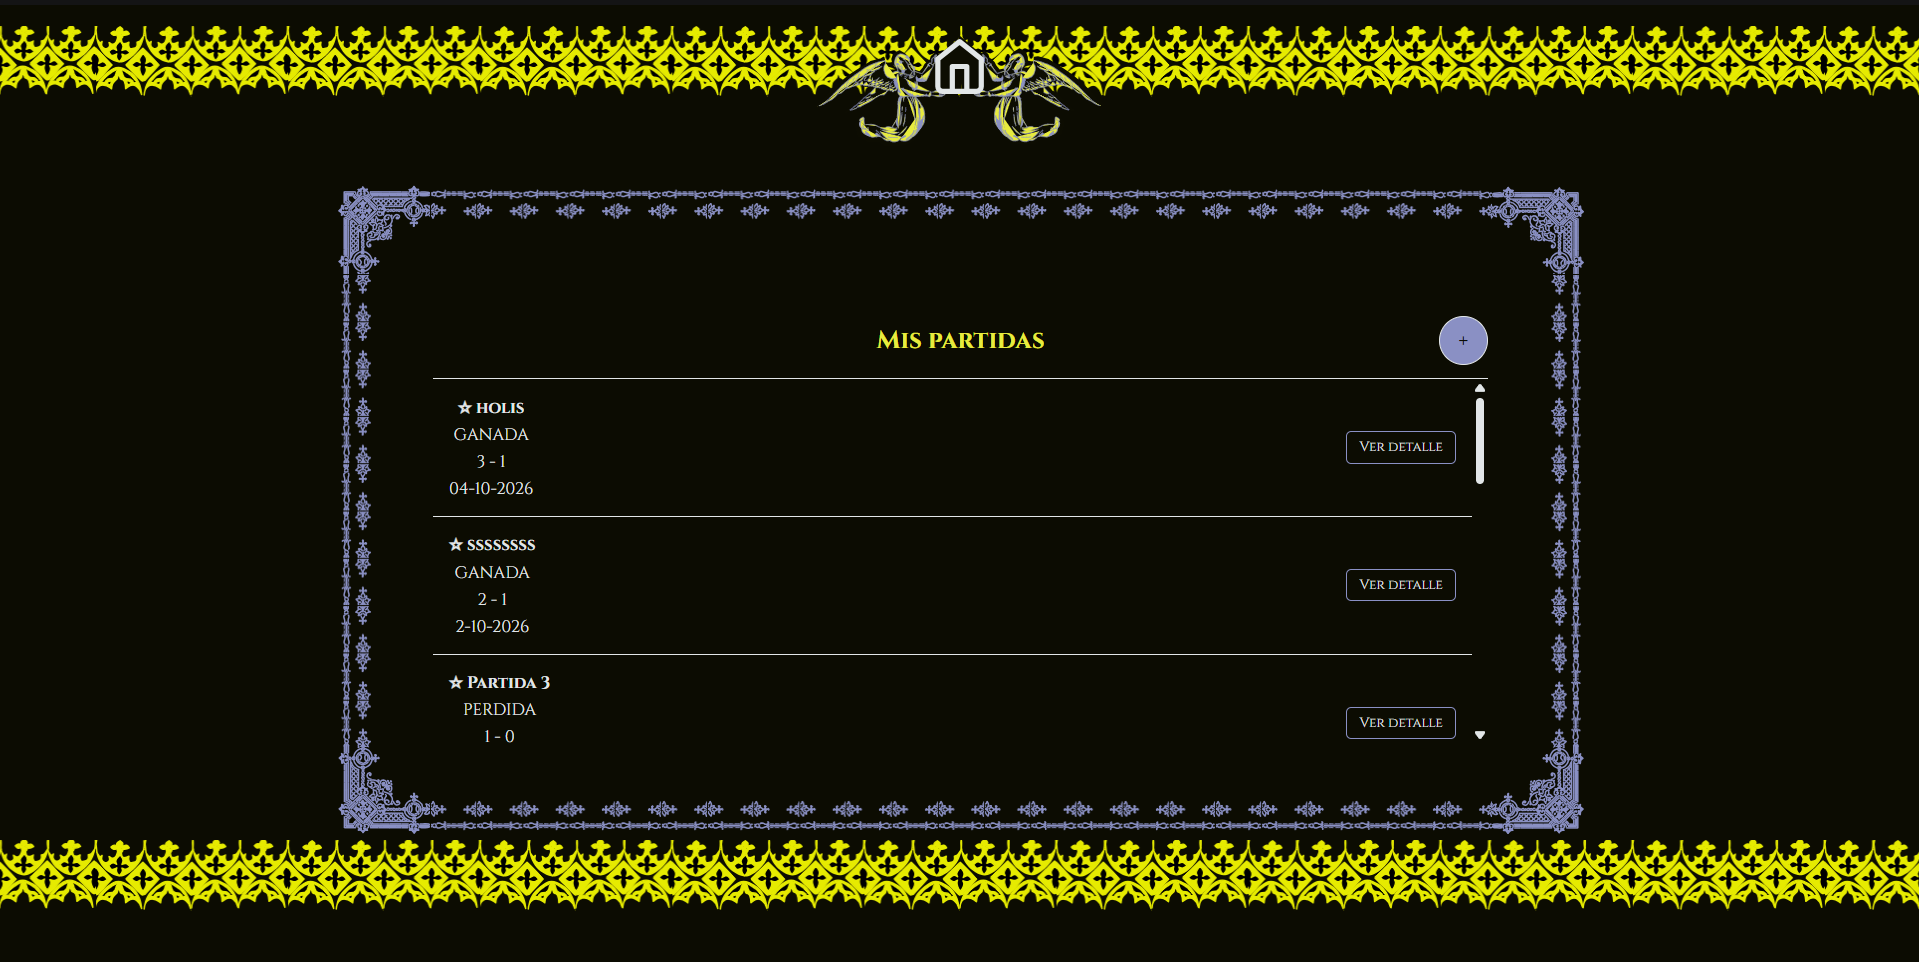 Mis partidas
+
☆ HOLIS
GANADA
3 - 1
04-10-2026
Ver detalle
☆ ssssssss
GANADA
2 - 1
2-10-2026
Ver detalle
☆ Partida 3
PERDIDA
1 - 0
Ver detalle